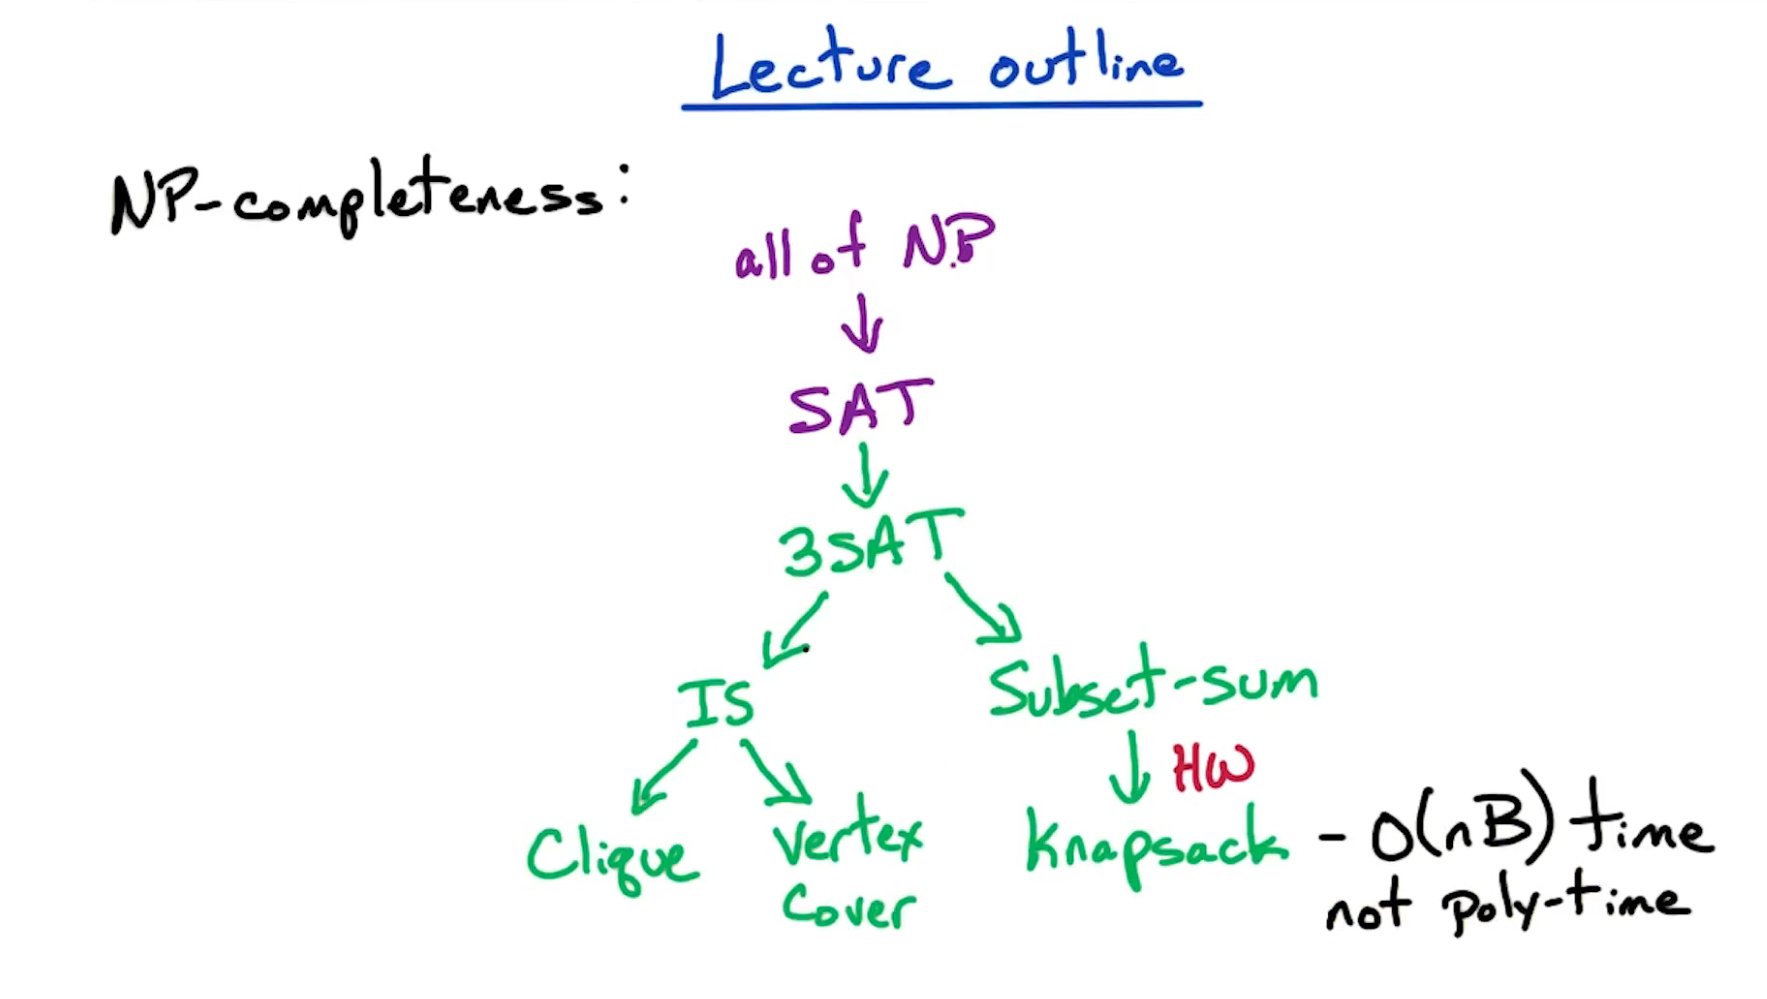 Lecture outline
NP-completeness:
all of NP
SAT
3SAT
IS
Subset-sum
HW
Clique
Vertex
Cover
Knapsack - O(nB) time
not poly-time